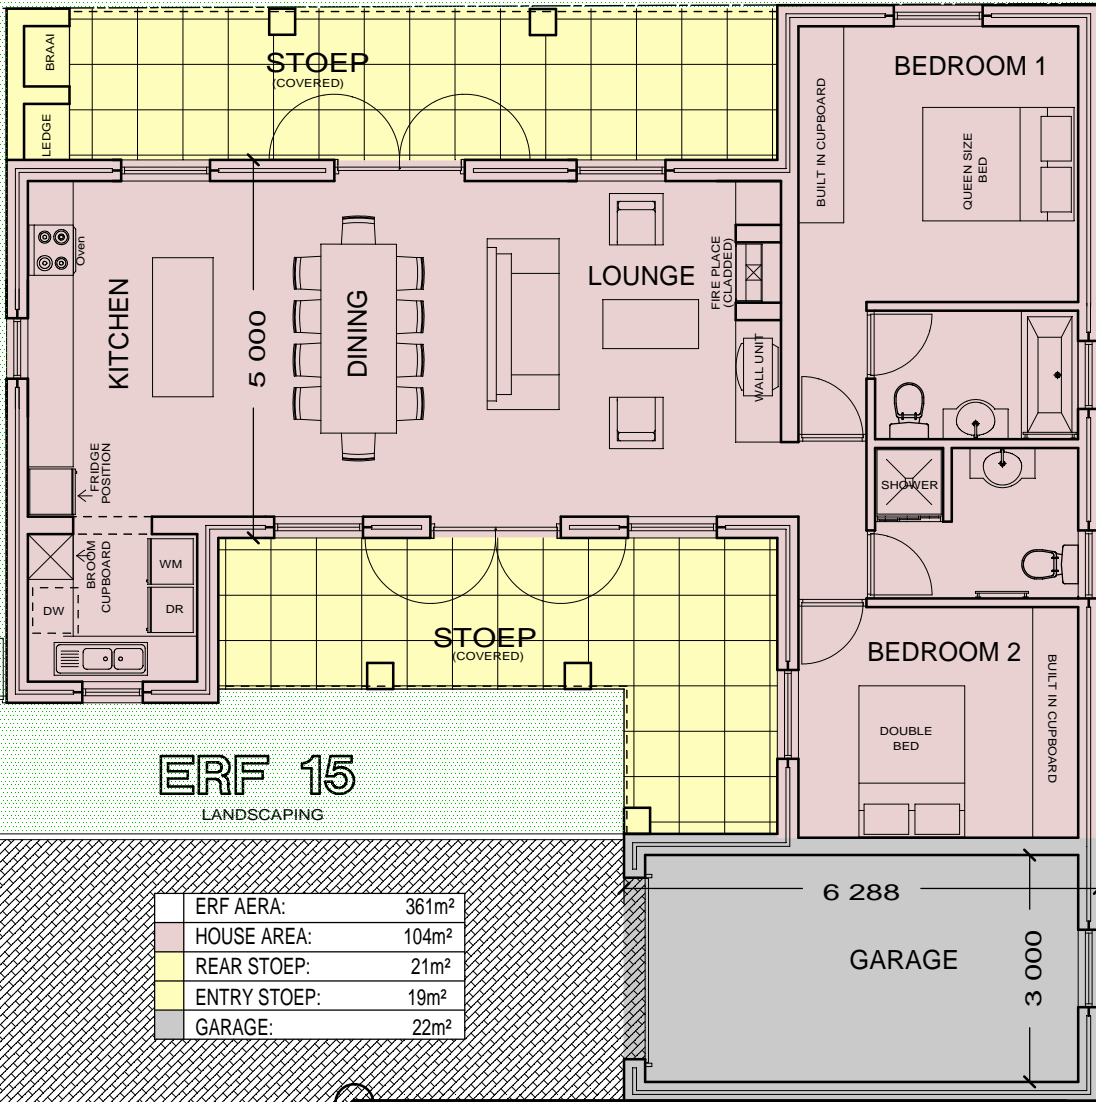 BRAAI
LEDGE
STOEP
(COVERED)
BEDROOM 1
BUILT IN CUPBOARD
QUEEN SIZE
BED
Oven
KITCHEN
5 000
DINING
LOUNGE
FIRE PLACE
(CLADDED)
WALL UNIT
FRIDGE
POSITION
SHOWER
BROOM
CUPBOARD
WM
DW
DR
STOEP
(COVERED)
BEDROOM 2
BUILT IN CUPBOARD
DOUBLE
BED
ERF 15
LANDSCAPING
6 288
GARAGE
3 000
ERF AERA: 361m²
HOUSE AREA: 104m²
REAR STOEP: 21m²
ENTRY STOEP: 19m²
GARAGE: 22m²